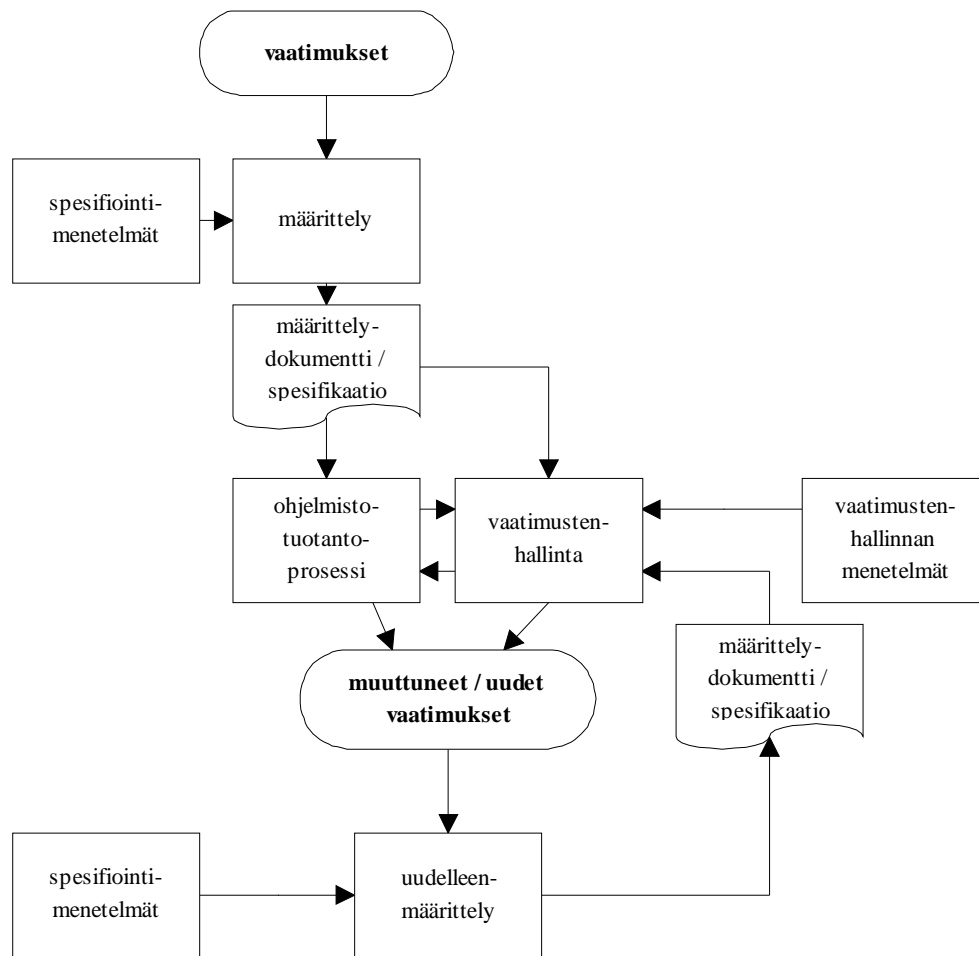 vaatimukset
spesifiointi-
menetelmät
määrittely
määrittely-
dokumentti /
spesifikaatio
ohjelmisto-
tuotanto-
prosessi
vaatimusten-
hallinta
vaatimusten-
hallinnan
menetelmät
muuttuneet / uudet
vaatimukset
määrittely-
dokumentti /
spesifikaatio
spesifiointi-
menetelmät
uudelleen-
määrittely